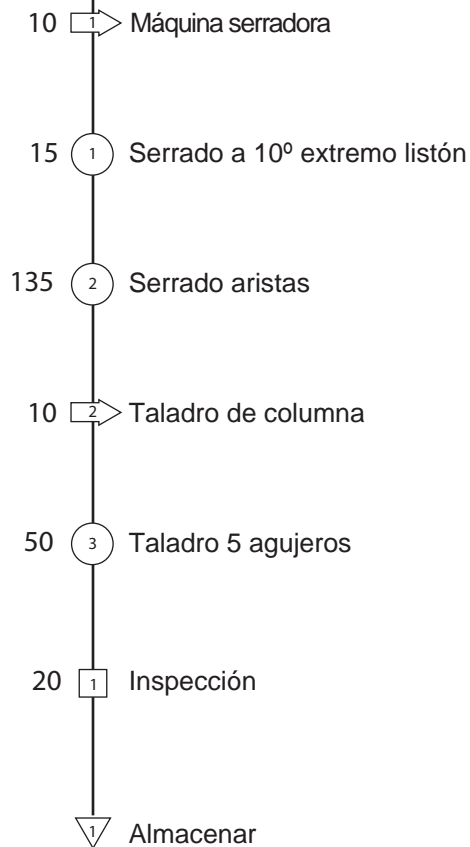 10 1 Máquina serradora
15 1 Serrado a 10º extremo listón
135 2 Serrado aristas
10 2 Taladro de columna
50 3 Taladro 5 agujeros
20 1 Inspección
1 Almacenar